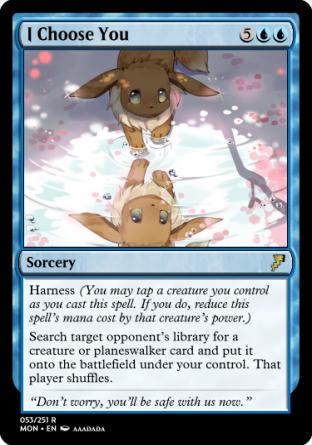 I Choose You 5
Sorcery
Harness (You may tap a creature you control
as you cast this spell. If you do, reduce this
spell's mana cost by that creature's power.)
Search target opponent's library for a
creature or planeswalker card and put it
onto the battlefield under your control. That
player shuffles.
"Don't worry, you'll be safe with us now."
053/251 R
MON • EN AAADADA